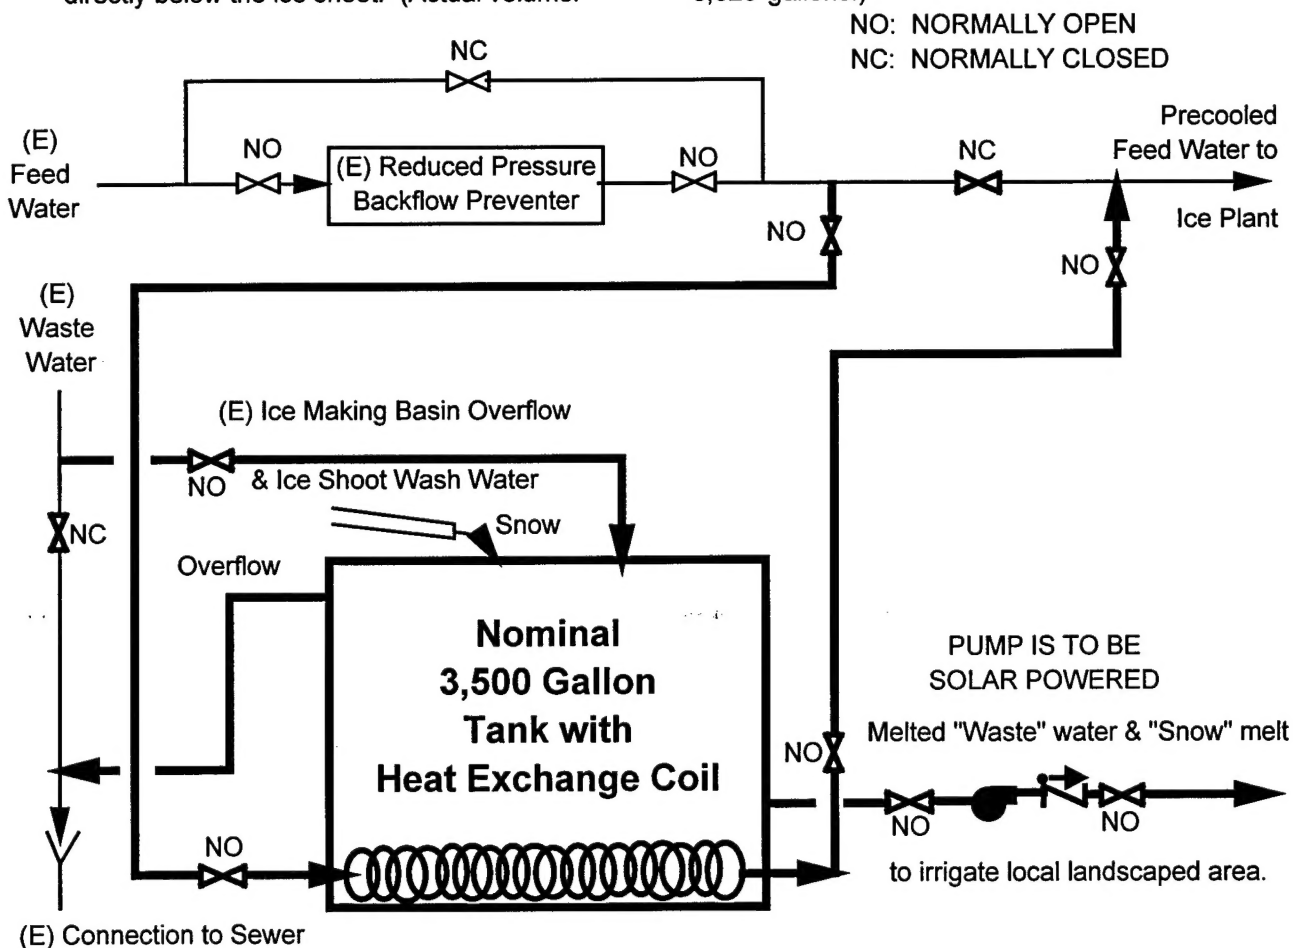 NO: NORMALLY OPEN
NC: NORMALLY CLOSED
NC
(E)
Feed
Water
NO
(E) Reduced Pressure
Backflow Preventer
NO
NC
Precooled
Feed Water to
Ice Plant
NO
NO
(E)
Waste
Water
(E) Ice Making Basin Overflow
NO
& Ice Shoot Wash Water
Snow
NC
Overflow
Nominal
3,500 Gallon
Tank with
Heat Exchange Coil
PUMP IS TO BE
SOLAR POWERED
Melted "Waste" water & "Snow" melt
NO
NO
NO
to irrigate local landscaped area.
NO
(E) Connection to Sewer